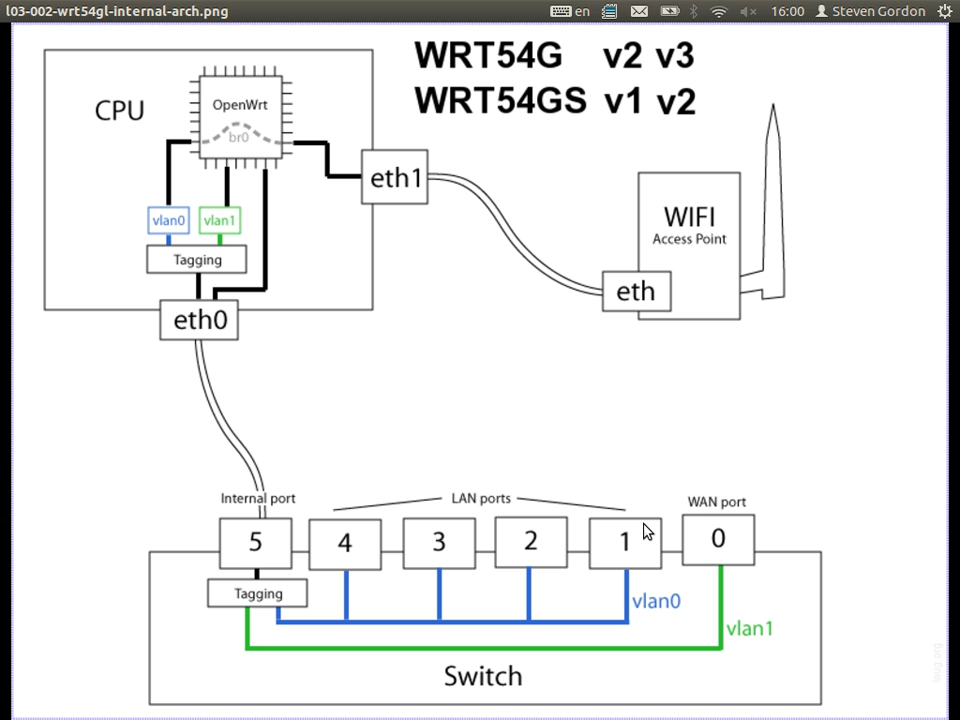 l03-002-wrt54gl-internal-arch.png
en
16:00
Steven Gordon
WRT54G v2 v3
WRT54GS v1 v2
CPU
OpenWrt
br0
eth1
vlan0
vlan1
Tagging
eth0
WIFI
Access Point
eth
Internal port
LAN ports
WAN port
5
4
3
2
1
0
Tagging
vlan0
vlan1
Switch